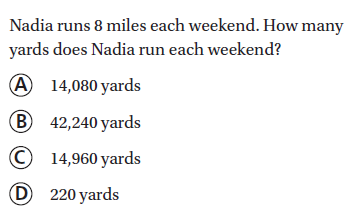 Nadia runs 8 miles each weekend. How many
yards does Nadia run each weekend?
A 14,080 yards
B 42,240 yards
C 14,960 yards
D 220 yards